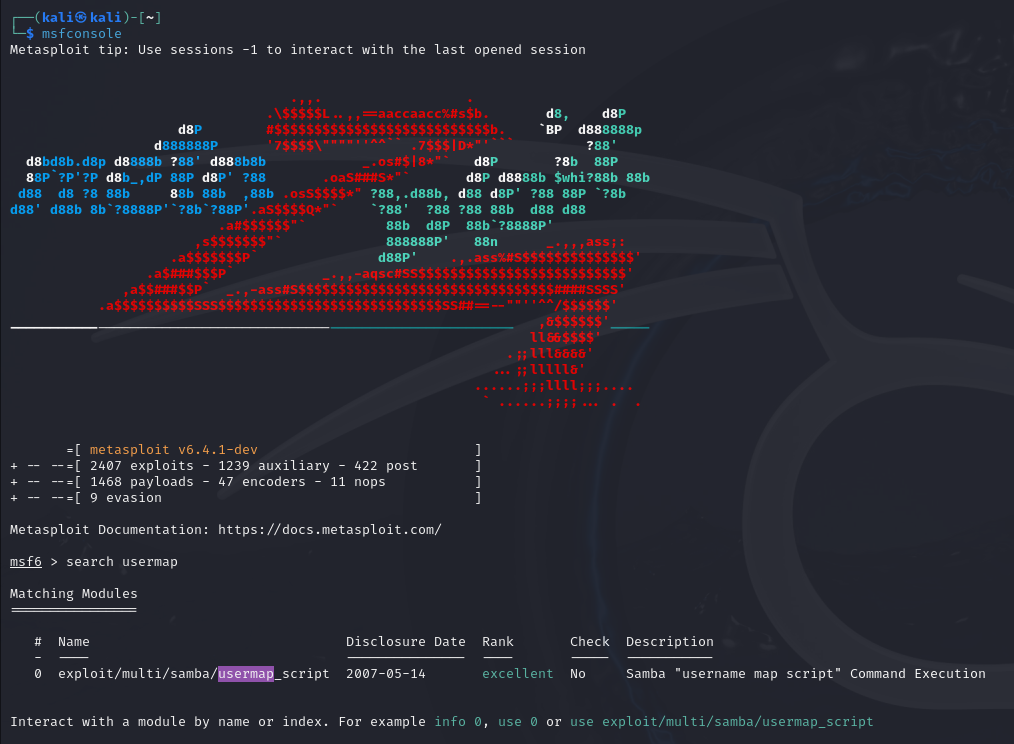 ┌──(kali㉿kali)-[~]
└─$ msfconsole
Metasploit tip: Use sessions -1 to interact with the last opened session
=[ metasploit v6.4.1-dev ]
+ -- --=[ 2407 exploits - 1239 auxiliary - 422 post ]
+ -- --=[ 1468 payloads - 47 encoders - 11 nops ]
+ -- --=[ 9 evasion ]
Metasploit Documentation: https://docs.metasploit.com/
msf6 > search usermap
Matching Modules
================
# Name Disclosure Date Rank Check Description
- ---- --------------- ---- ----- -----------
0 exploit/multi/samba/usermap_script 2007-05-14 excellent No Samba "username map script" Command Execution
Interact with a module by name or index. For example info 0, use 0 or use exploit/multi/samba/usermap_script